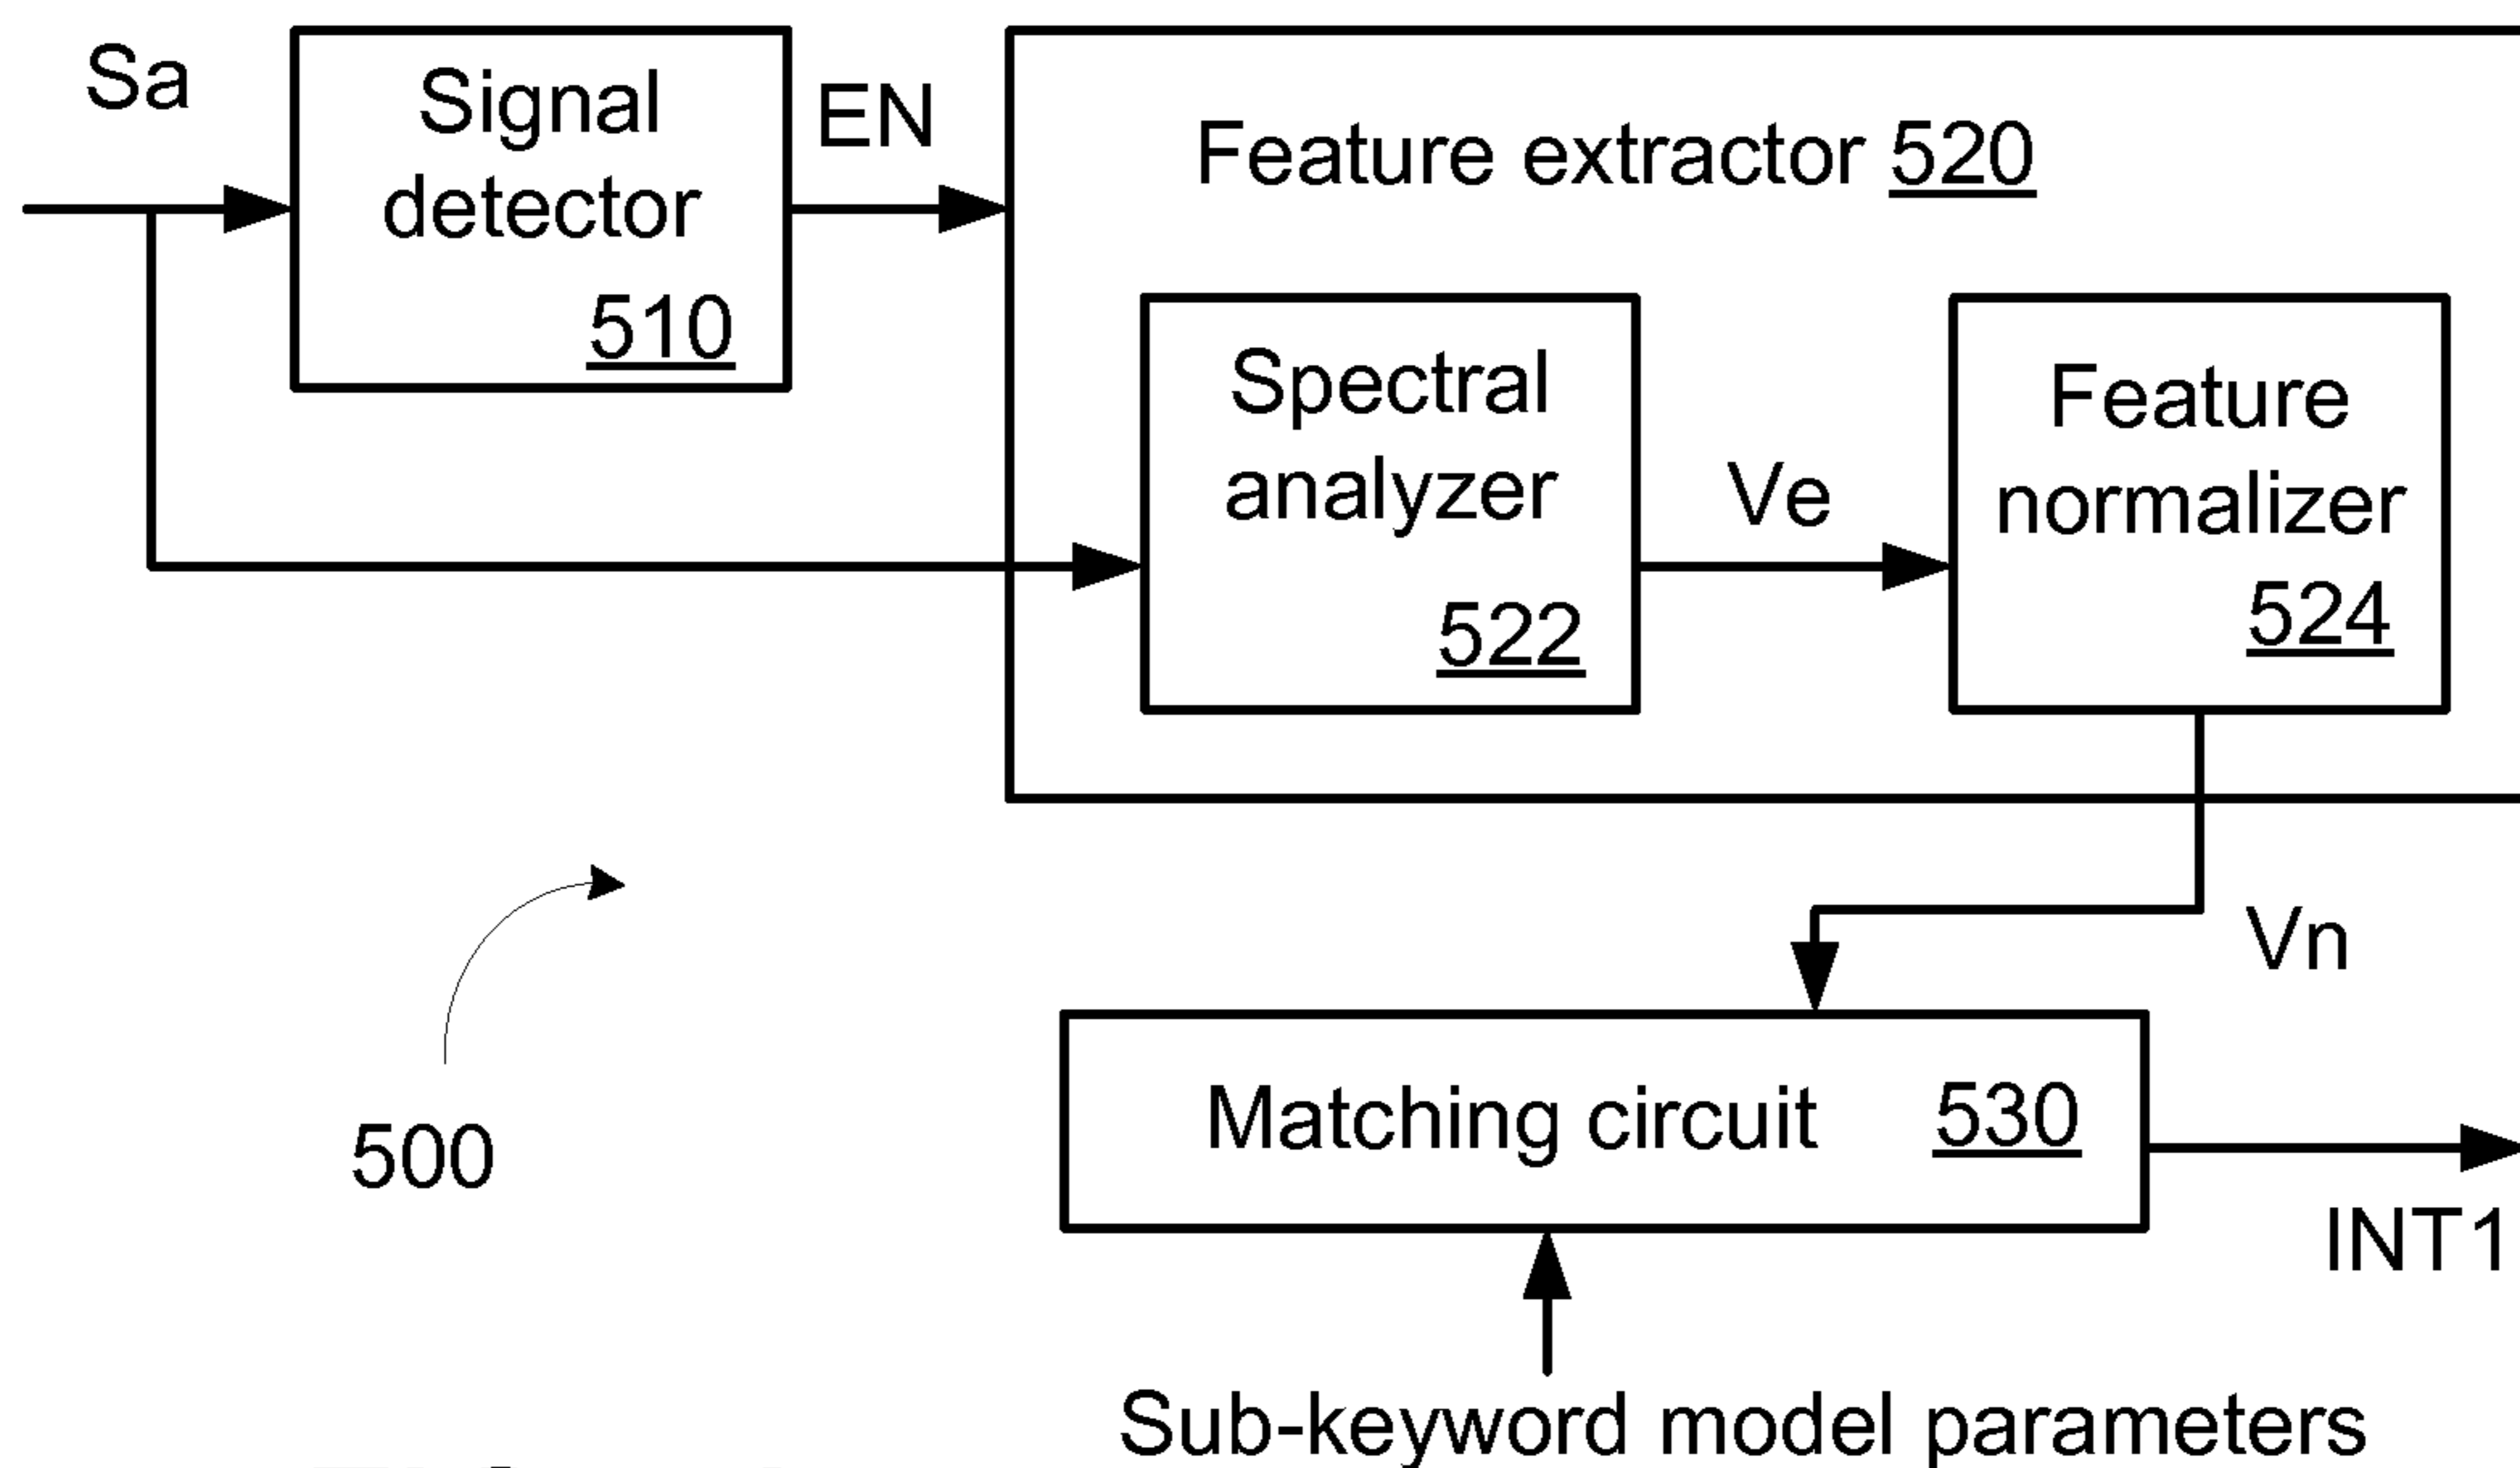 Sa
Signal
detector
510
EN
Feature extractor 520
Spectral
analyzer
522
Ve
Feature
normalizer
524
Vn
500
Matching circuit 530
INT1
Sub-keyword model parameters